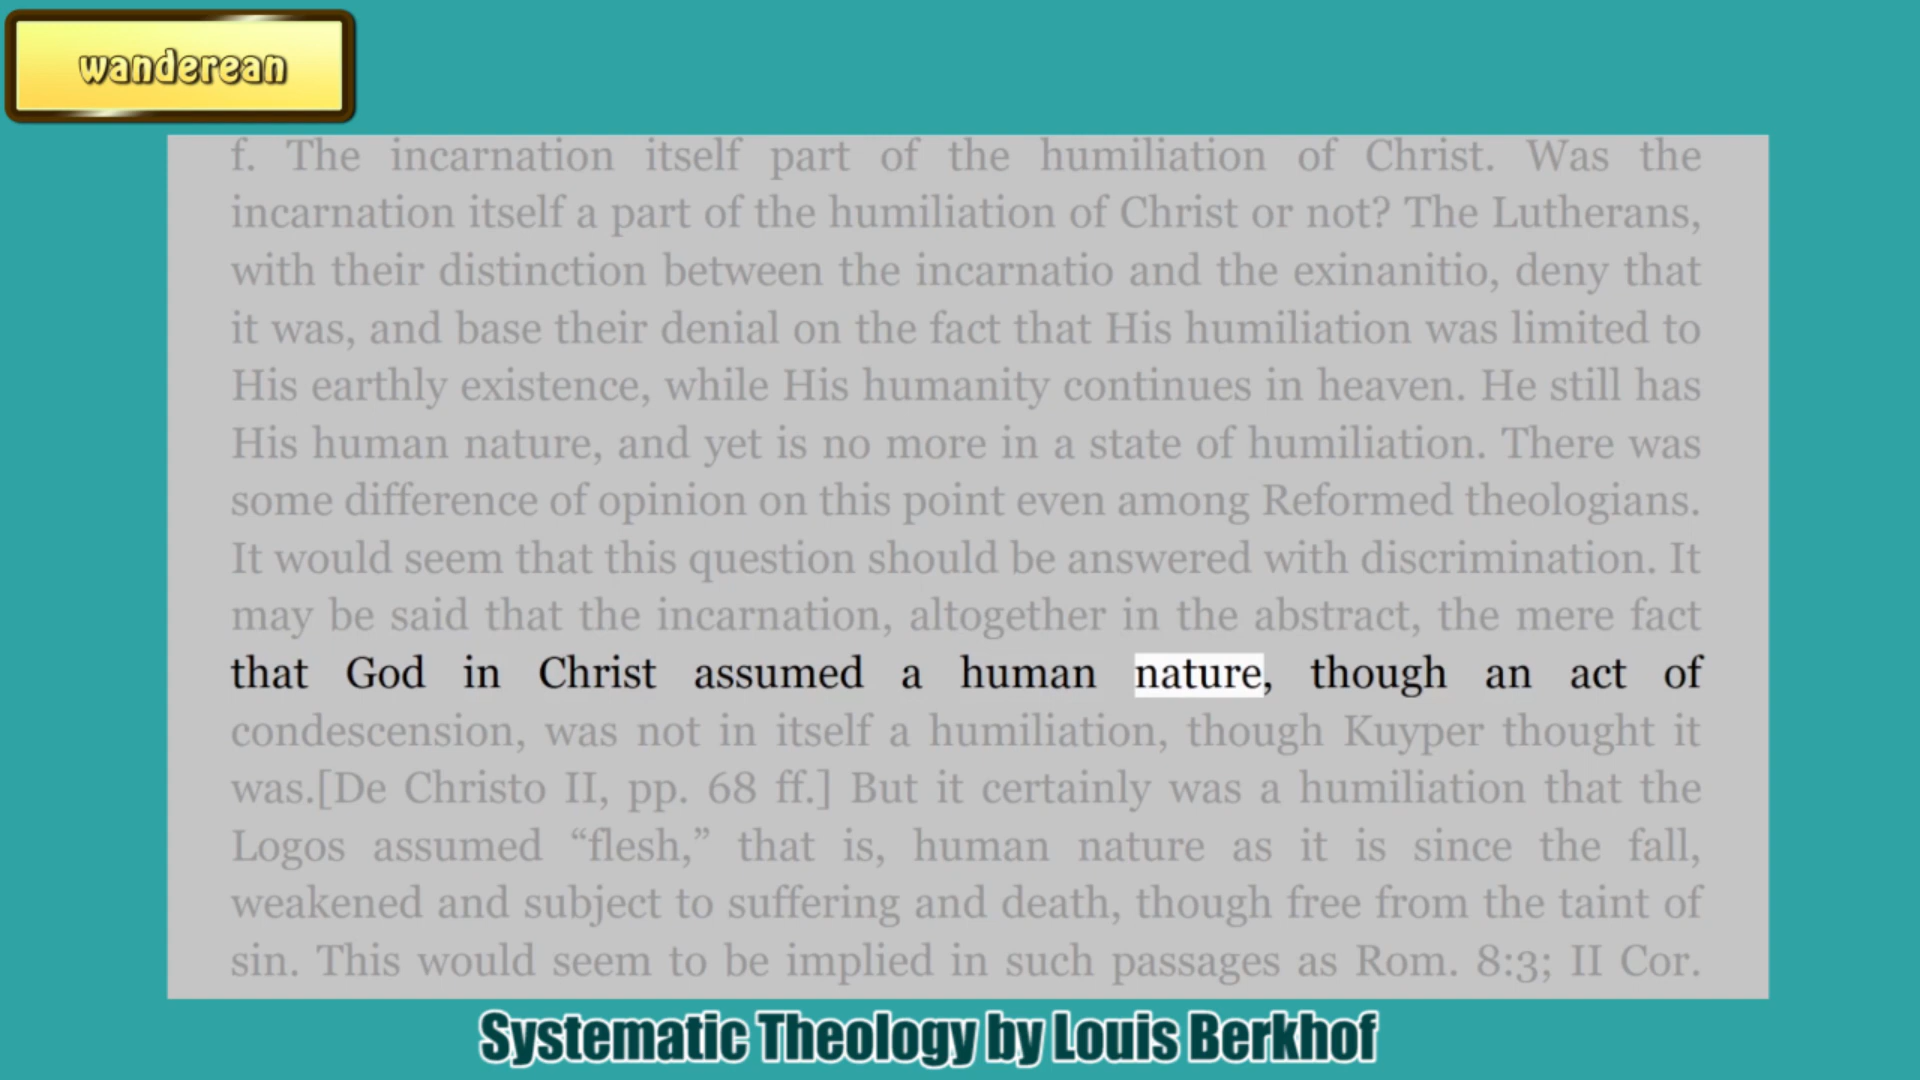 wanderean
f. The incarnation itself part of the humiliation of Christ. Was the
incarnation itself a part of the humiliation of Christ or not? The Lutherans,
with their distinction between the incarnatio and the exinanitio, deny that
it was, and base their denial on the fact that His humiliation was limited to
His earthly existence, while His humanity continues in heaven. He still has
His human nature, and yet is no more in a state of humiliation. There was
some difference of opinion on this point even among Reformed theologians.
It would seem that this question should be answered with discrimination. It
may be said that the incarnation, altogether in the abstract, the mere fact
that God in Christ assumed a human nature, though an act of
condescension, was not in itself a humiliation, though Kuyper thought it
was.[De Christo II, pp. 68 ff.] But it certainly was a humiliation that the
Logos assumed “flesh,” that is, human nature as it is since the fall,
weakened and subject to suffering and death, though free from the taint of
sin. This would seem to be implied in such passages as Rom. 8:3; II Cor.
Systematic Theology by Louis Berkhof